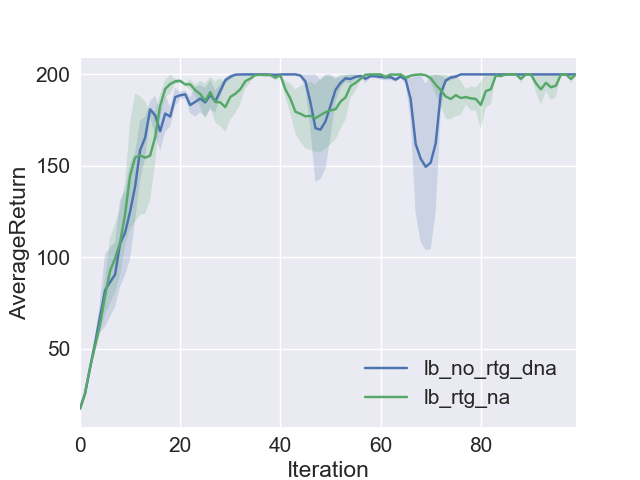 200
150
100
50
AverageReturn
lb_no_rtg_dna
lb_rtg_na
0 20 40 60 80
Iteration